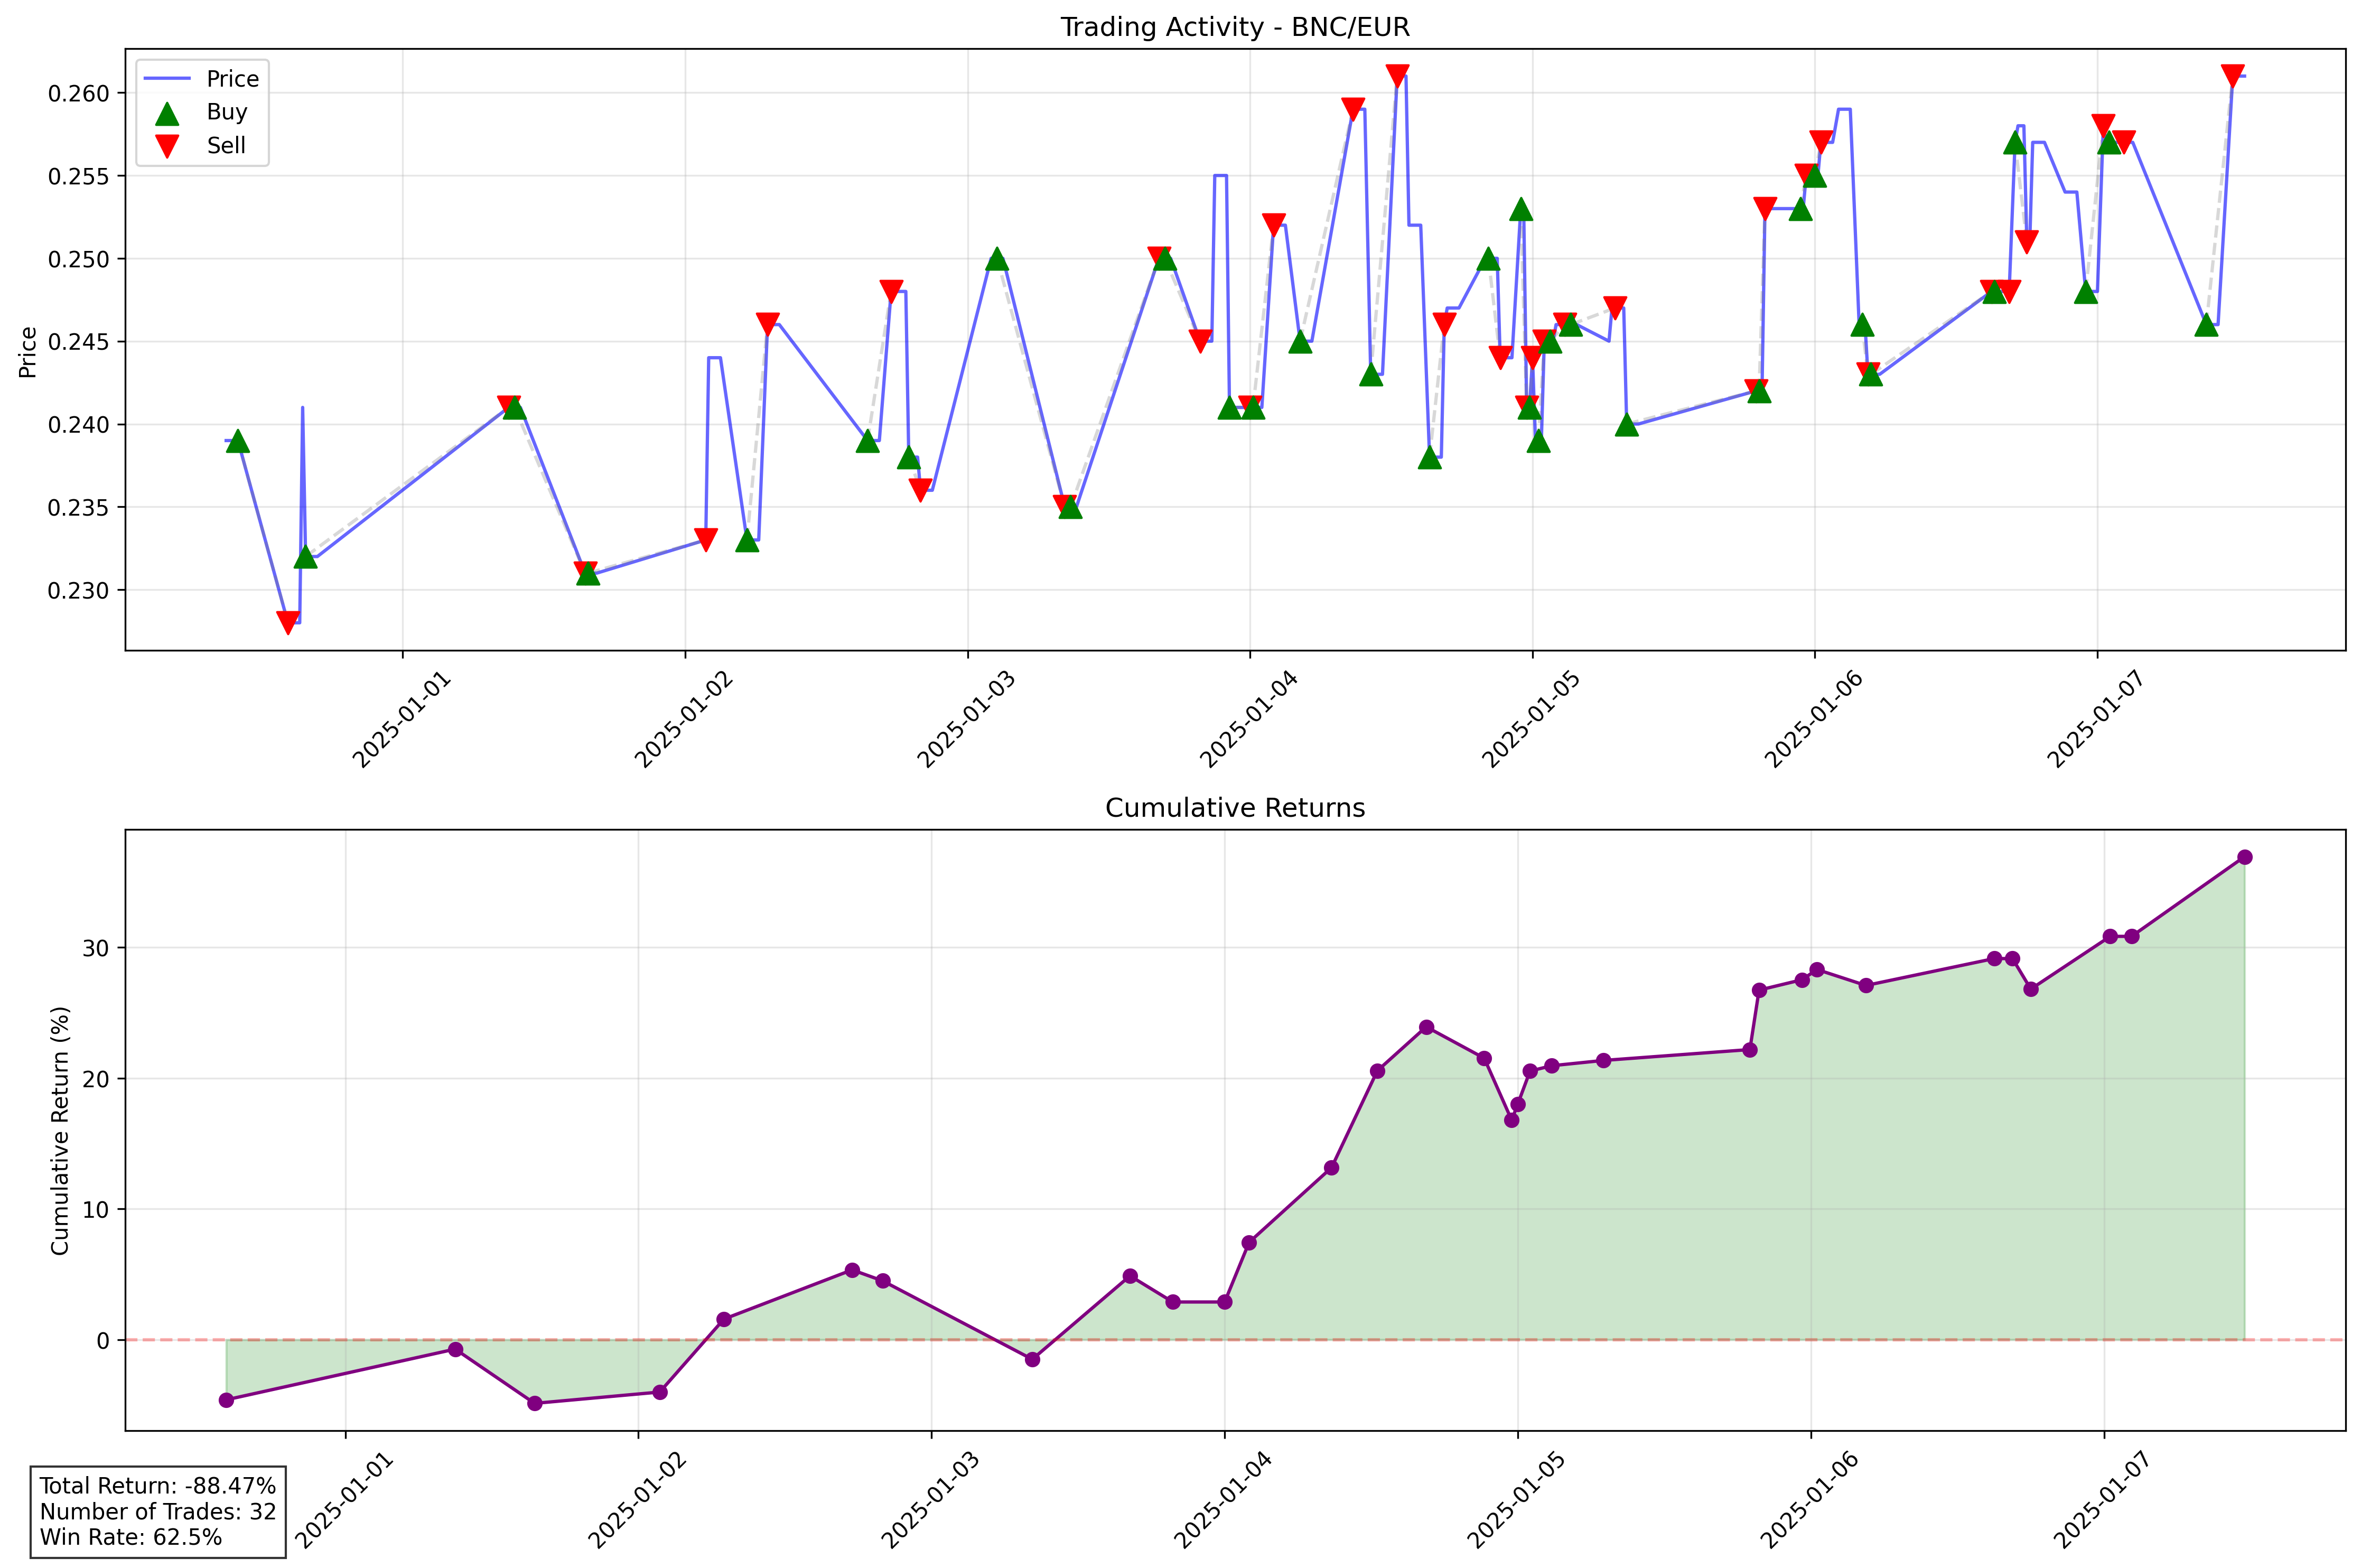 Trading Activity - BNC/EUR
Price
Buy
Sell
Price
0.260
0.255
0.250
0.245
0.240
0.235
0.230
2025-01-01
2025-01-02
2025-01-03
2025-01-04
2025-01-05
2025-01-06
2025-01-07
Cumulative Returns
Cumulative Return (%)
30
20
10
0
2025-01-01
2025-01-02
2025-01-03
2025-01-04
2025-01-05
2025-01-06
2025-01-07
Total Return: -88.47%
Number of Trades: 32
Win Rate: 62.5%